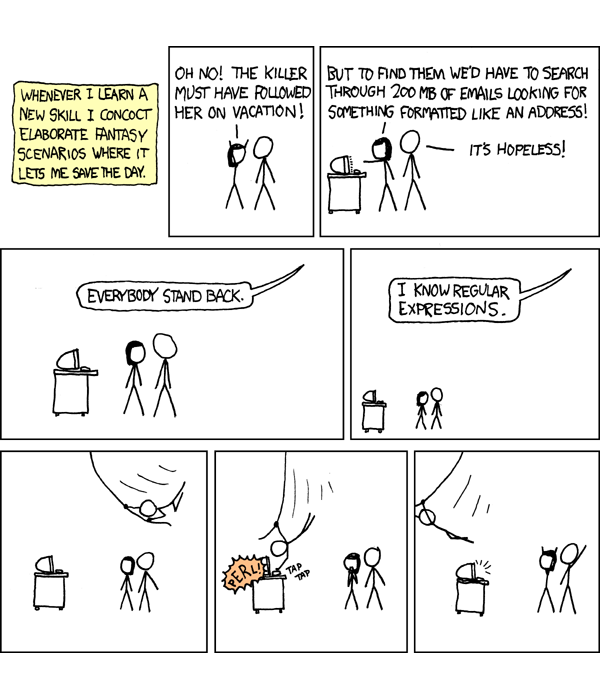 WHENEVER I LEARN A
NEW SKILL I CONCOCT
ELABORATE FANTASY
SCENARIOS WHERE IT
LETS ME SAVE THE DAY.
OH NO! THE KILLER
MUST HAVE FOLLOWED
HER ON VACATION!
BUT TO FIND THEM WE'D HAVE TO SEARCH
THROUGH 200 MB OF EMAILS LOOKING FOR
SOMETHING FORMATTED LIKE AN ADDRESS!
IT'S HOPELESS!
EVERYBODY STAND BACK.
I KNOW REGULAR
EXPRESSIONS.
PERL!
TAP
TAP